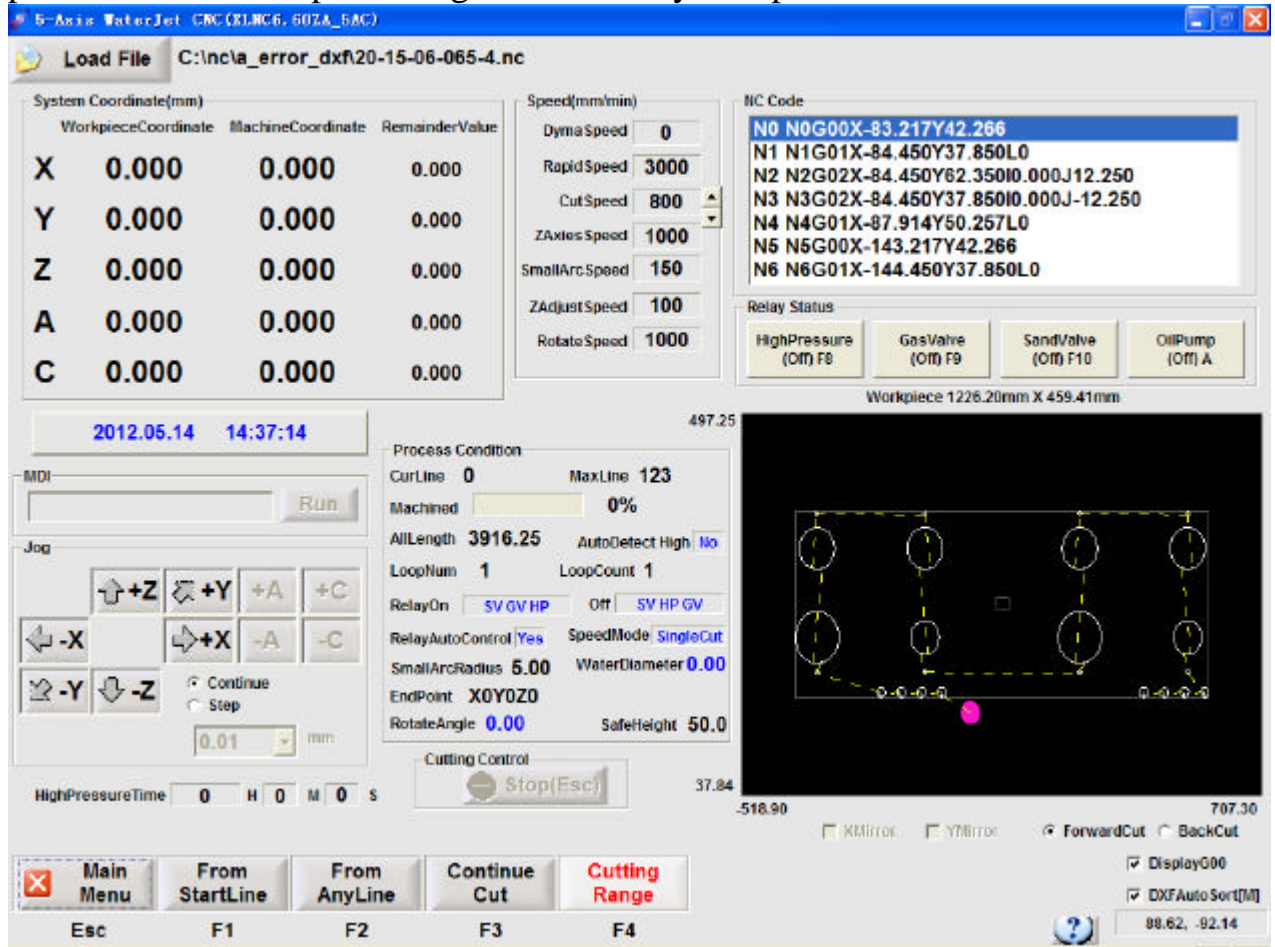 5-Axis WaterJet CNC(XLNC6.60ZA_5AC)
Load File C:\nc\a_error_dxf\20-15-06-065-4.nc
System Coordinate(mm)
WorkpieceCoordinate MachineCoordinate RemainderValue
X 0.000 0.000 0.000
Y 0.000 0.000 0.000
Z 0.000 0.000 0.000
A 0.000 0.000 0.000
C 0.000 0.000 0.000
Speed(mm/min)
DymaSpeed 0
RapidSpeed 3000
CutSpeed 800
ZAxiesSpeed 1000
SmallArcSpeed 150
ZAdjustSpeed 100
RotateSpeed 1000
NC Code
N0 N0G00X-83.217Y42.266
N1 N1G01X-84.450Y37.850L0
N2 N2G02X-84.450Y62.350I0.000J12.250
N3 N3G02X-84.450Y37.850I0.000J-12.250
N4 N4G01X-87.914Y50.257L0
N5 N5G00X-143.217Y42.266
N6 N6G01X-144.450Y37.850L0
Relay Status
HighPressure (Off) F8
GasValve (Off) F9
SandValve (Off) F10
OilPump (Off) A
Workpiece 1226.20mm X 459.41mm
497.25
37.84
-518.90 707.30
2012.05.14 14:37:14
MDI
Run
Jog
+Z +Y +A +C
-X +X -A -C
-Y -Z
Continue
Step
0.01 mm
HighPressureTime 0 H 0 M 0 S
Process Condition
CurLine 0 MaxLine 123
Machined 0%
AllLength 3916.25 AutoDetect High No
LoopNum 1 LoopCount 1
RelayOn SV GV HP Off SV HP GV
RelayAutoControl Yes SpeedMode SingleCut
SmallArcRadius 5.00 WaterDiameter 0.00
EndPoint X0Y0Z0
RotateAngle 0.00 SafeHeight 50.0
Cutting Control
Stop(Esc)
XMirror YMirror ForwardCut BackCut
DisplayG00
DXFAutoSort[M]
88.62, -92.14
Main Menu
From StartLine
From AnyLine
Continue Cut
Cutting Range
Esc F1 F2 F3 F4